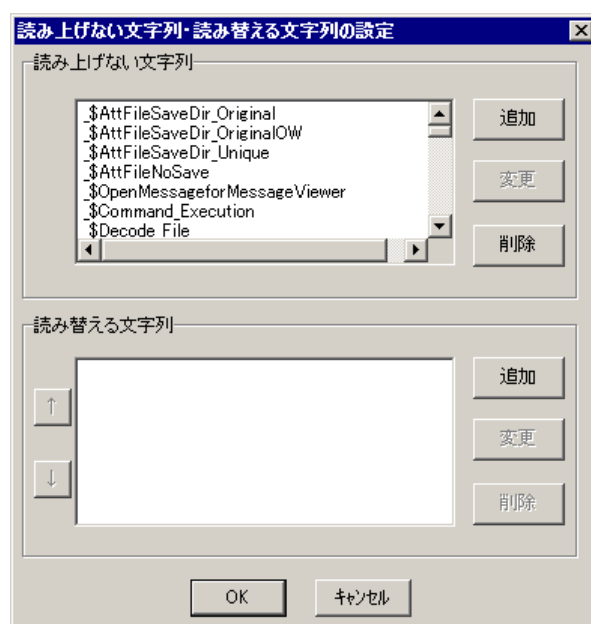 読み上げない文字列・読み替える文字列の設定
読み上げない文字列
_$AttFileSaveDir_Original
_$AttFileSaveDir_OriginalOW
_$AttFileSaveDir_Unique
_$AttFileNoSave
_$OpenMessageforMessageViewer
_$Command_Execution
_$Decode File
追加
変更
削除
読み替える文字列
↑
↓
追加
変更
削除
OK
キャンセル